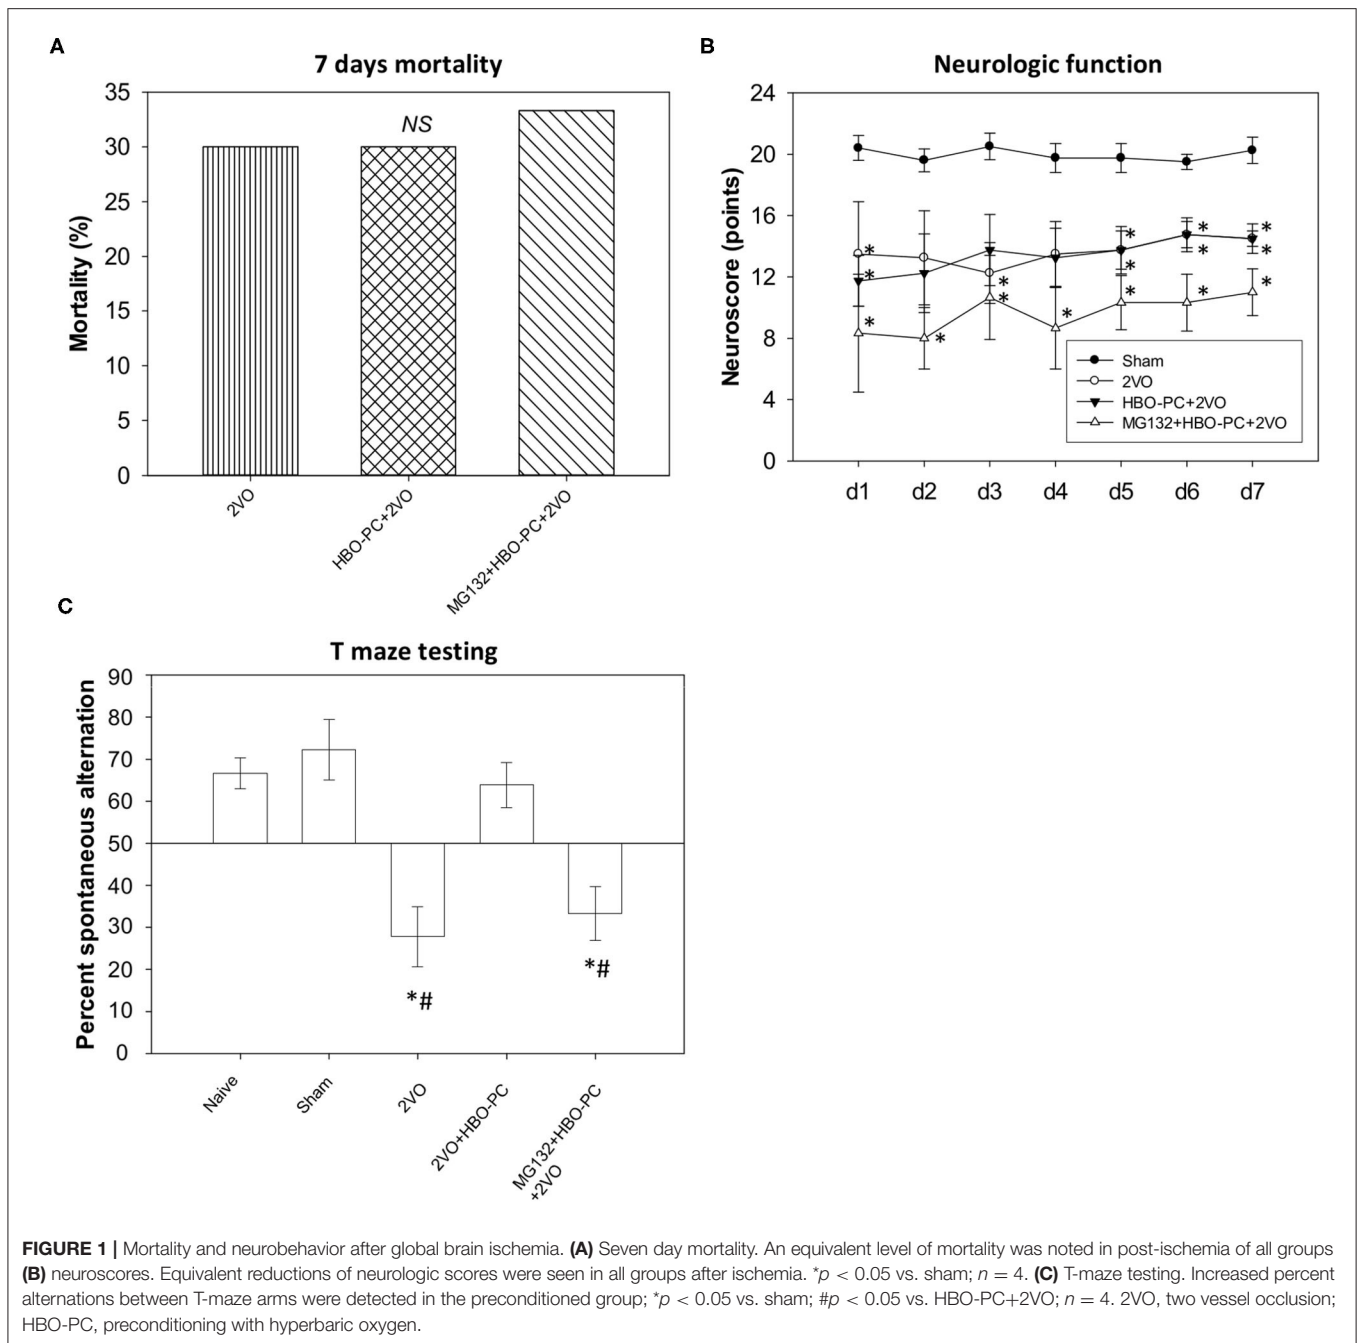 A
7 days mortality
Mortality (%)
35
30
25
20
15
10
5
0
NS
2VO
HBO-PC+2VO
MG132+HBO-PC+2VO
B
Neurologic function
Neuroscore (points)
24
20
16
12
8
4
0
* * * * * * * * * * * * * * * *
Sham
2VO
HBO-PC+2VO
MG132+HBO-PC+2VO
d1 d2 d3 d4 d5 d6 d7
C
T maze testing
Percent spontaneous alternation
90
80
70
60
50
40
30
20
10
0
*#
*#
Naive
Sham
2VO
2VO+HBO-PC
MG132+HBO-PC
+2VO
FIGURE 1 | Mortality and neurobehavior after global brain ischemia. (A) Seven day mortality. An equivalent level of mortality was noted in post-ischemia of all groups
(B) neuroscores. Equivalent reductions of neurologic scores were seen in all groups after ischemia. *p < 0.05 vs. sham; n = 4. (C) T-maze testing. Increased percent
alternations between T-maze arms were detected in the preconditioned group; *p < 0.05 vs. sham; #p < 0.05 vs. HBO-PC+2VO; n = 4. 2VO, two vessel occlusion;
HBO-PC, preconditioning with hyperbaric oxygen.